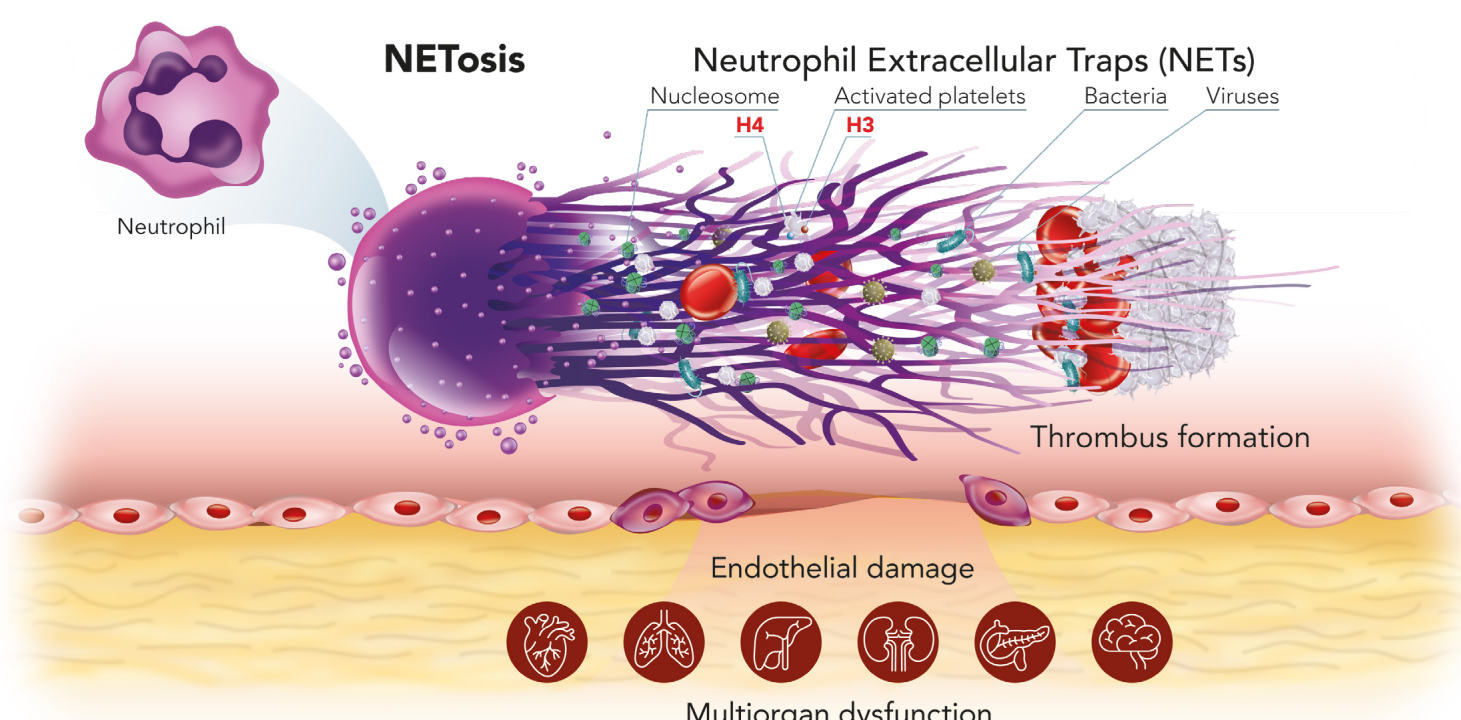 NETosis
Neutrophil Extracellular Traps (NETs)
Nucleosome
Activated platelets
Bacteria
Viruses
H4
H3
Neutrophil
Thrombus formation
Endothelial damage
Multiorgan dysfunction